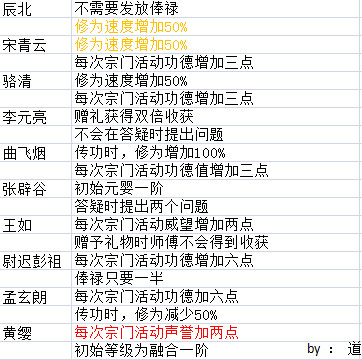 辰北 不需要发放俸禄
修为速度增加50%
宋青云 修为速度增加50%
每次宗门活动功德增加三点
骆清 修为速度增加50%
每次宗门活动功德增加三点
李元亮 赠礼获得双倍收获
不会在答疑时提出问题
曲飞烟 传功时，修为增加100%
每次宗门活动功德值增加三点
张辟谷 初始元婴一阶
答疑时提出两个问题
王如 每次宗门活动威望增加两点
赠予礼物时师傅不会得到收获
尉迟彭祖 每次宗门活动功德增加六点
俸禄只要一半
孟玄朗 每次宗门活动功德加六点
传功时，修为减少50%
黄缨 每次宗门活动声誉加两点
初始等级为融合一阶 by ：道